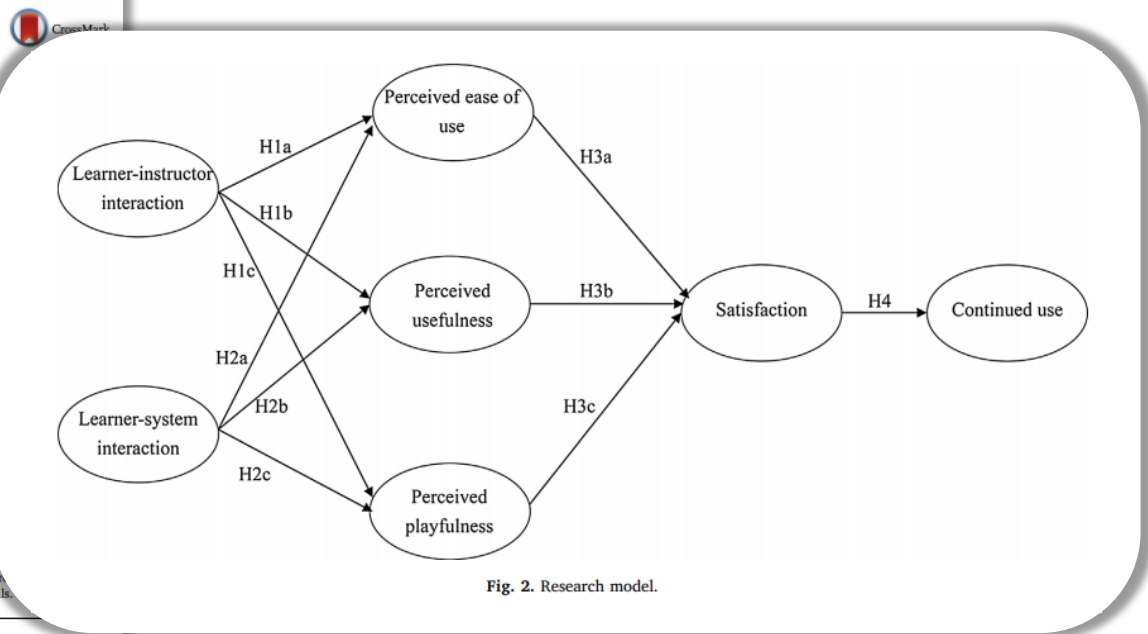 CrossMark
Perceived ease of
use
H1a
H3a
Learner-instructor
interaction
H1b
H1c
Perceived
usefulness
H3b
Satisfaction
H4
Continued use
H2a
H2b
Learner-system
interaction
H3c
H2c
Perceived
playfulness
Fig. 2. Research model.
ls.